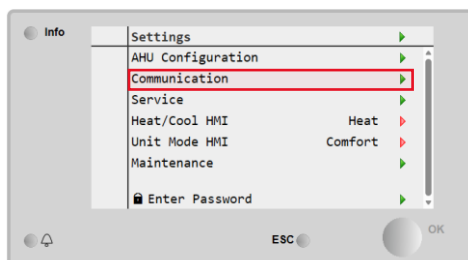 Info
Settings
AHU Configuration
Communication
Service
Heat/Cool HMI Heat
Unit Mode HMI Comfort
Maintenance
Enter Password
ESC
OK